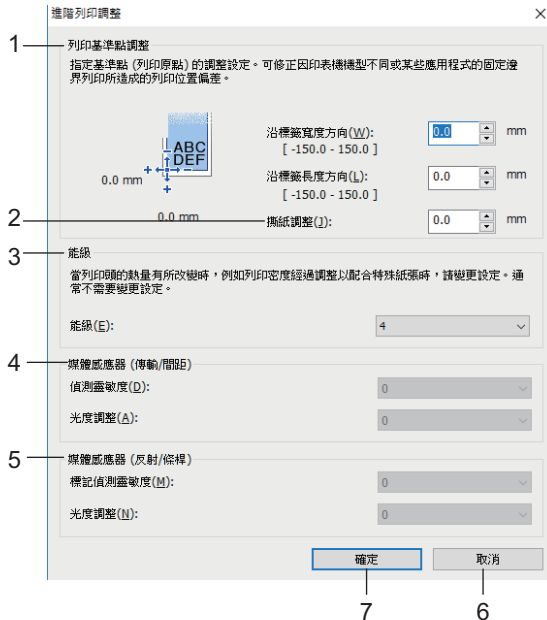 進階列印調整
1
列印基準點調整
指定基準點 (列印原點) 的調整設定。可修正因印表機機型不同或某些應用程式的固定邊
界列印所造成的列印位置偏差。
ABC
DEF
0.0 mm
0.0 mm
沿標籤寬度方向(W):
0.0
mm
[ -150.0 - 150.0 ]
沿標籤長度方向(L):
0.0
mm
[ -150.0 - 150.0 ]
2
撕紙調整(J):
0.0
mm
3
能級
當列印頭的熱量有所改變時，例如列印密度經過調整以配合特殊紙張時，請變更設定。通
常不需要變更設定。
能級(E):
4
4
媒體感應器 (傳輸/間距)
偵測靈敏度(D):
0
光度調整(A):
0
5
媒體感應器 (反射/條桿)
標記偵測靈敏度(M):
0
光度調整(N):
0
確定
取消
7
6